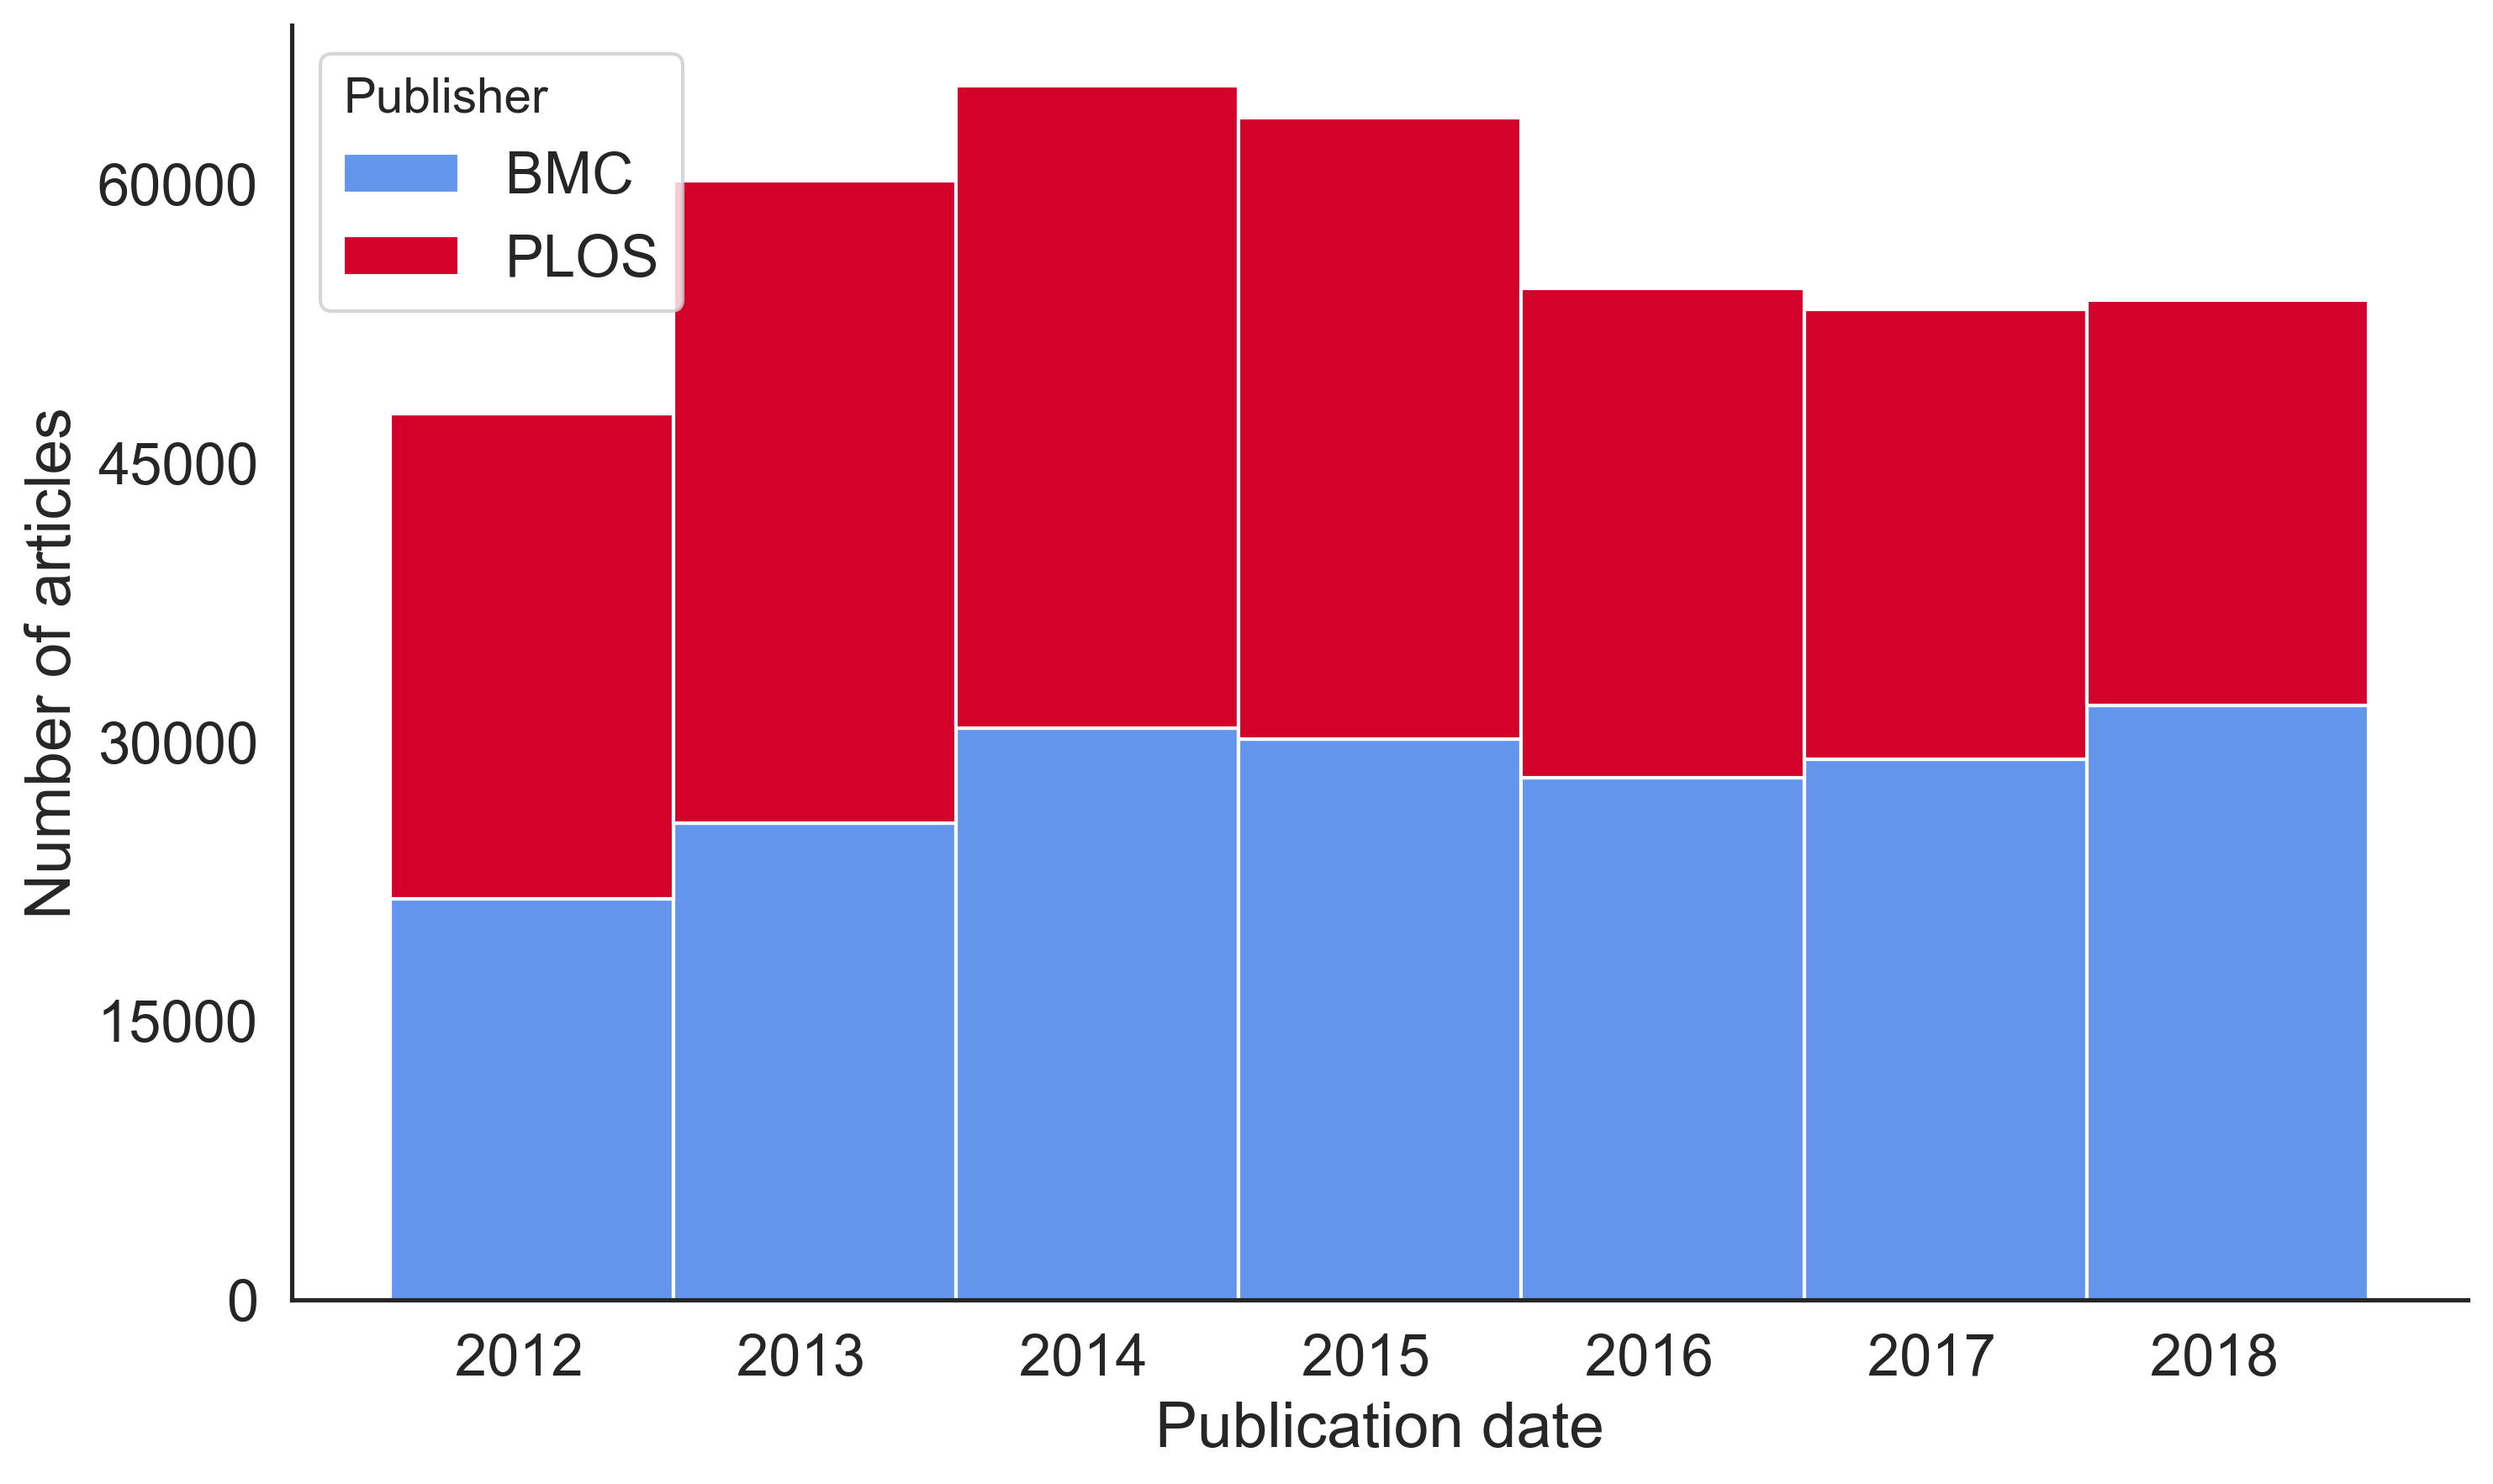 Publisher
BMC
PLOS
Number of articles
60000
45000
30000
15000
0
2012 2013 2014 2015 2016 2017 2018
Publication date